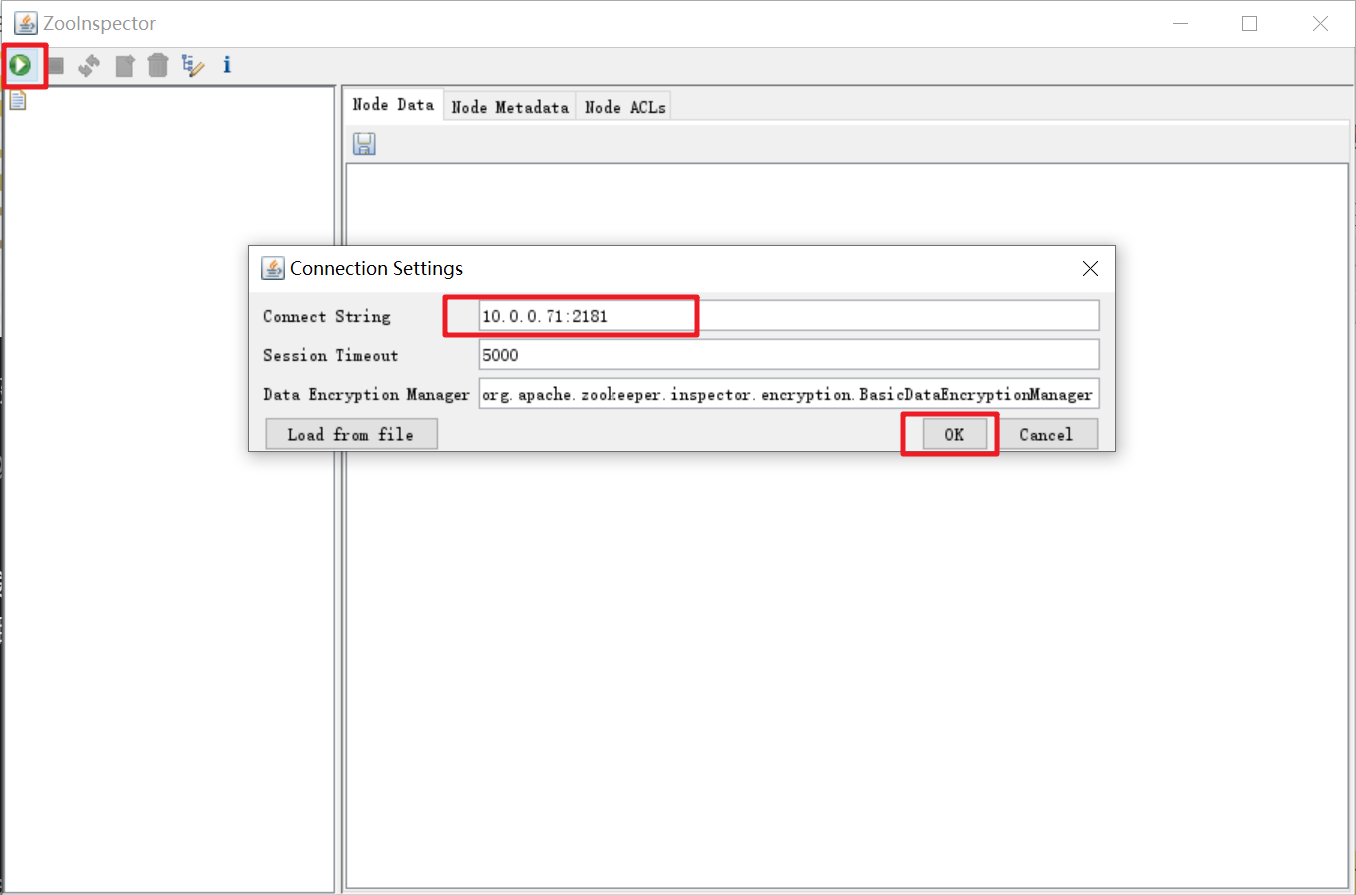 ZooInspector
i
Node Data Node Metadata Node ACLs
Connection Settings
Connect String 10.0.0.71:2181
Session Timeout 5000
Data Encryption Manager org.apache.zookeeper.inspector.encryption.BasicDataEncryptionManager
Load from file OK Cancel